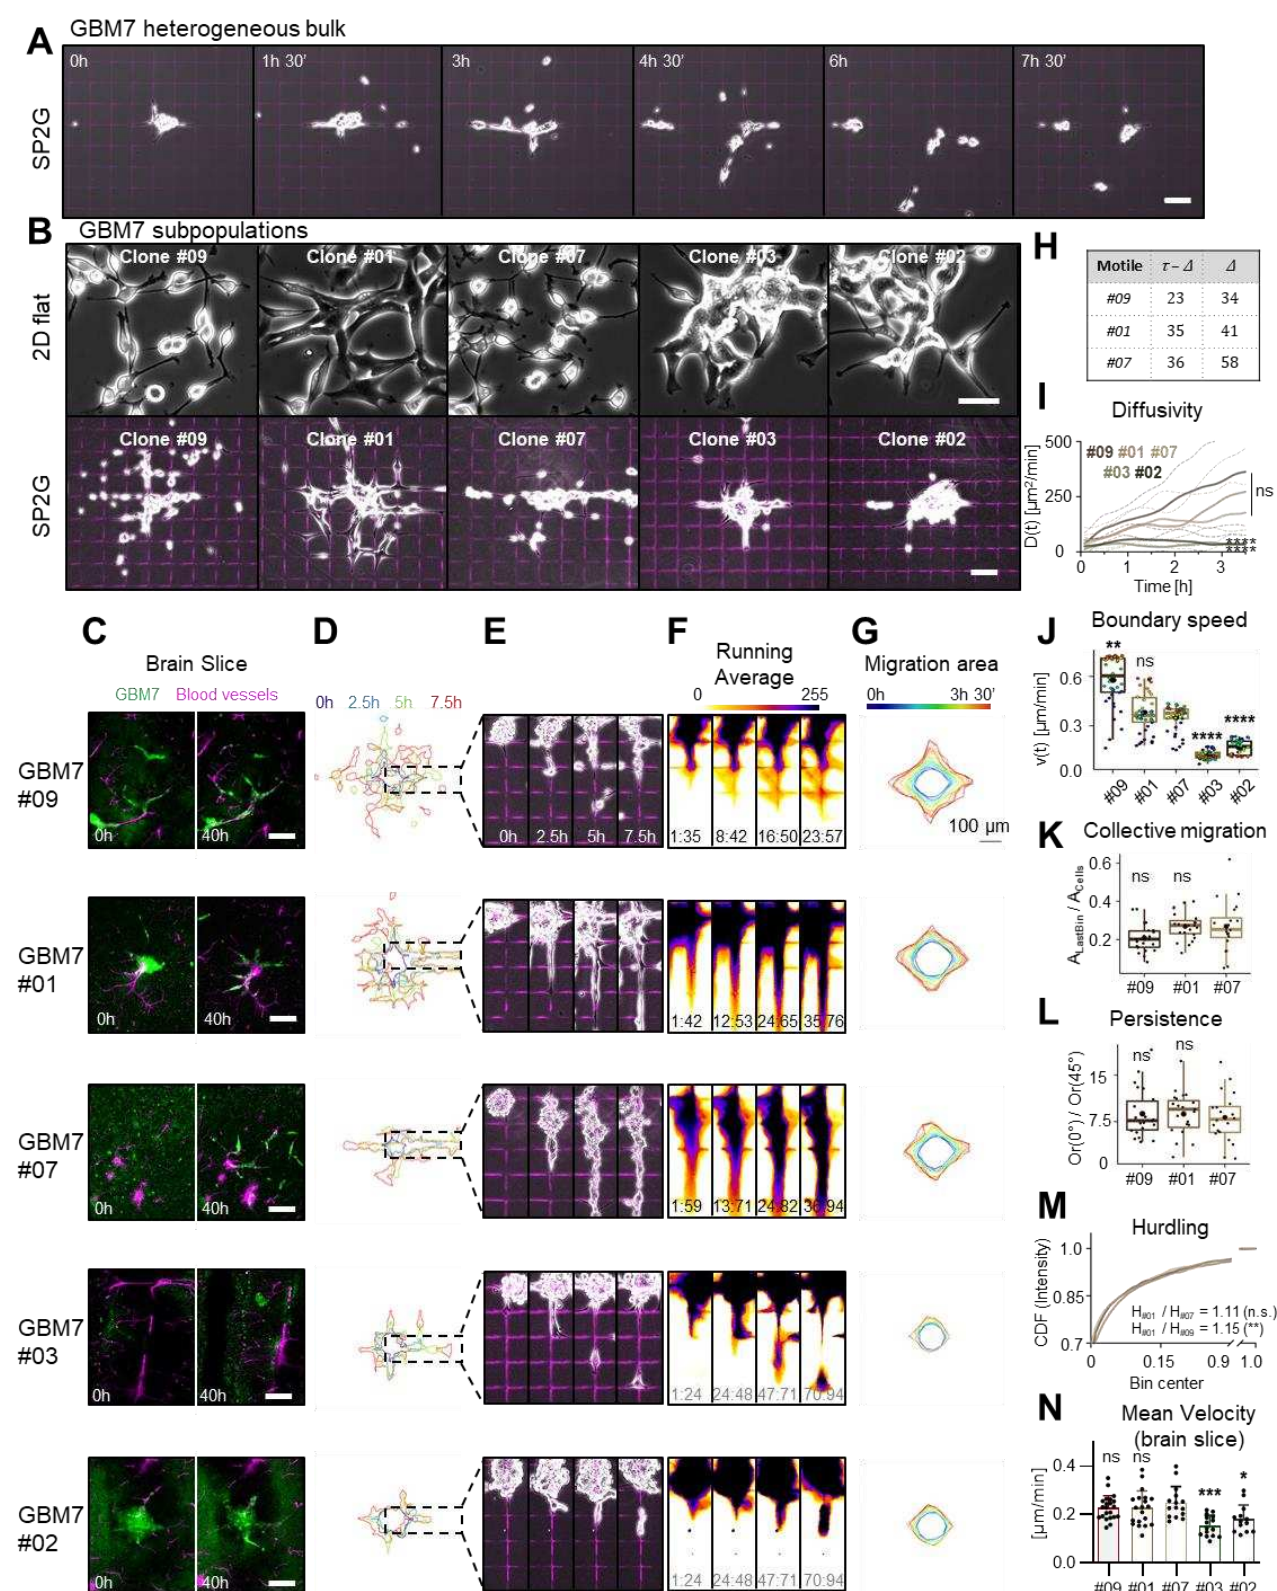 A
GBM7 heterogeneous bulk
SP2G
0h
1h 30'
3h
4h 30'
6h
7h 30'
B
GBM7 subpopulations
2D flat
Clone #09
Clone #01
Clone #07
Clone #03
Clone #02
SP2G
Clone #09
Clone #01
Clone #07
Clone #03
Clone #02
H
Motile τ – Δ Δ
#09 23 34
#01 35 41
#07 36 58
I
Diffusivity
D(t) [μm²/min]
500
250
0
#09 #01 #07
#03 #02
ns
****
****
0 1 2 3
Time [h]
C
Brain Slice
GBM7 Blood vessels
D
0h 2.5h 5h 7.5h
E
F
Running
Average
0 255
G
Migration area
0h 3h 30'
GBM7
#09
0h
40h
0h 2.5h 5h 7.5h
1:35 8:42 16:50 23:57
100 μm
GBM7
#01
0h
40h
1:42 12:53 24:65 35:76
GBM7
#07
0h
40h
1:59 13:71 24:82 36:94
GBM7
#03
0h
40h
1:24 24:48 47:71 70:94
GBM7
#02
0h
40h
1:24 24:48 47:71 70:94
J
Boundary speed
v(t) [μm/min]
0.6
0.3
0.0
**
ns
****
****
#09 #01 #07 #03 #02
K
Collective migration
A LastBin / A Cells
0.6
0.4
0.2
ns
ns
#09 #01 #07
L
Persistence
Or(0°) / Or(45°)
15
7.5
0
ns
ns
#09 #01 #07
M
Hurdling
CDF (Intensity)
1.0
0.85
0.7
H#01 / H#07 = 1.11 (n.s.)
H#01 / H#09 = 1.15 (**)
0 0.15 0.9 1.0
Bin center
N
Mean Velocity
(brain slice)
[μm/min]
0.4
0.2
0.0
ns
ns
***
*
#09 #01 #07 #03 #02